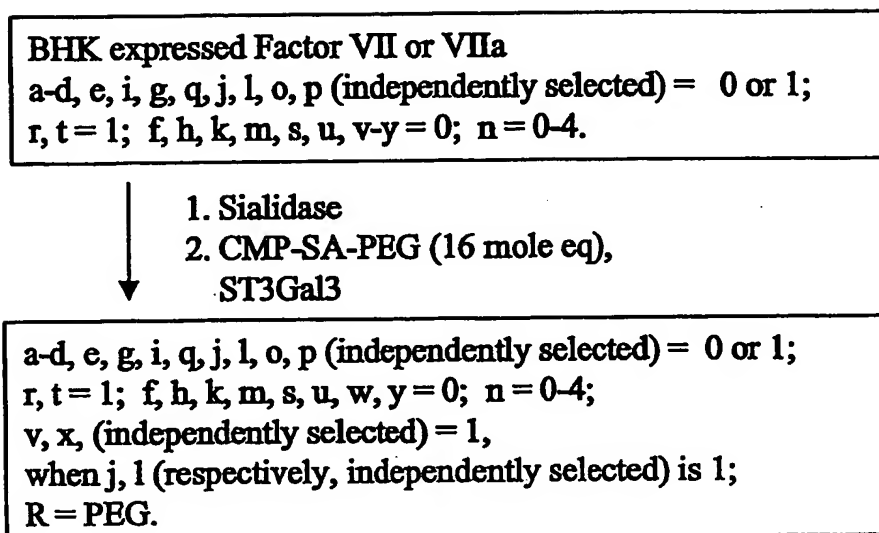 BHK expressed Factor VII or VIIa
a-d, e, i, g, q, j, l, o, p (independently selected) = 0 or 1;
r, t = 1; f, h, k, m, s, u, v-y = 0; n = 0-4.
1. Sialidase
2. CMP-SA-PEG (16 mole eq),
ST3Gal3
a-d, e, g, i, q, j, l, o, p (independently selected) = 0 or 1;
r, t = 1; f, h, k, m, s, u, w, y = 0; n = 0-4;
v, x, (independently selected) = 1,
when j, l (respectively, independently selected) is 1;
R = PEG.